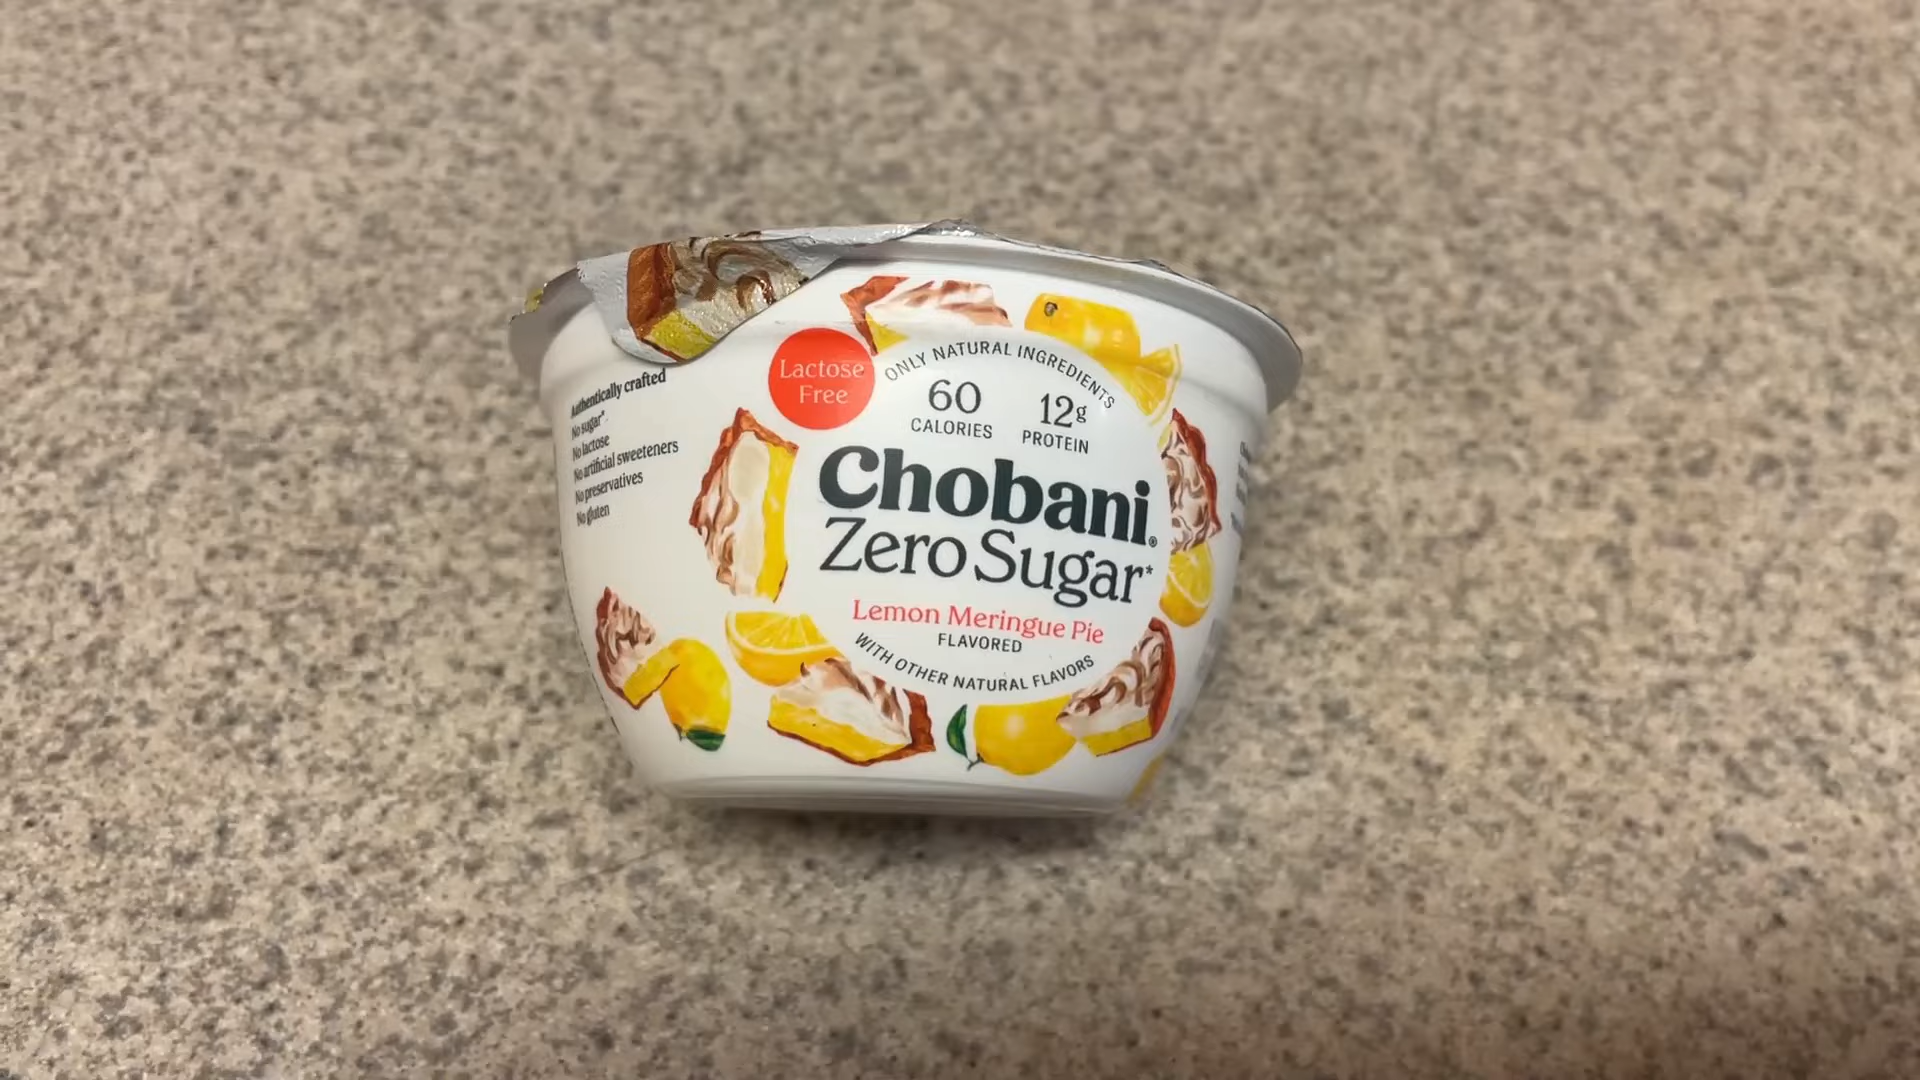 Authentically crafted
No sugar*.
No lactose
No artificial sweeteners
No preservatives
No gluten
Lactose
Free
ONLY NATURAL INGREDIENTS
60
CALORIES
12g
PROTEIN
Chobani®
Zero Sugar*
Lemon Meringue Pie
FLAVORED
WITH OTHER NATURAL FLAVORS